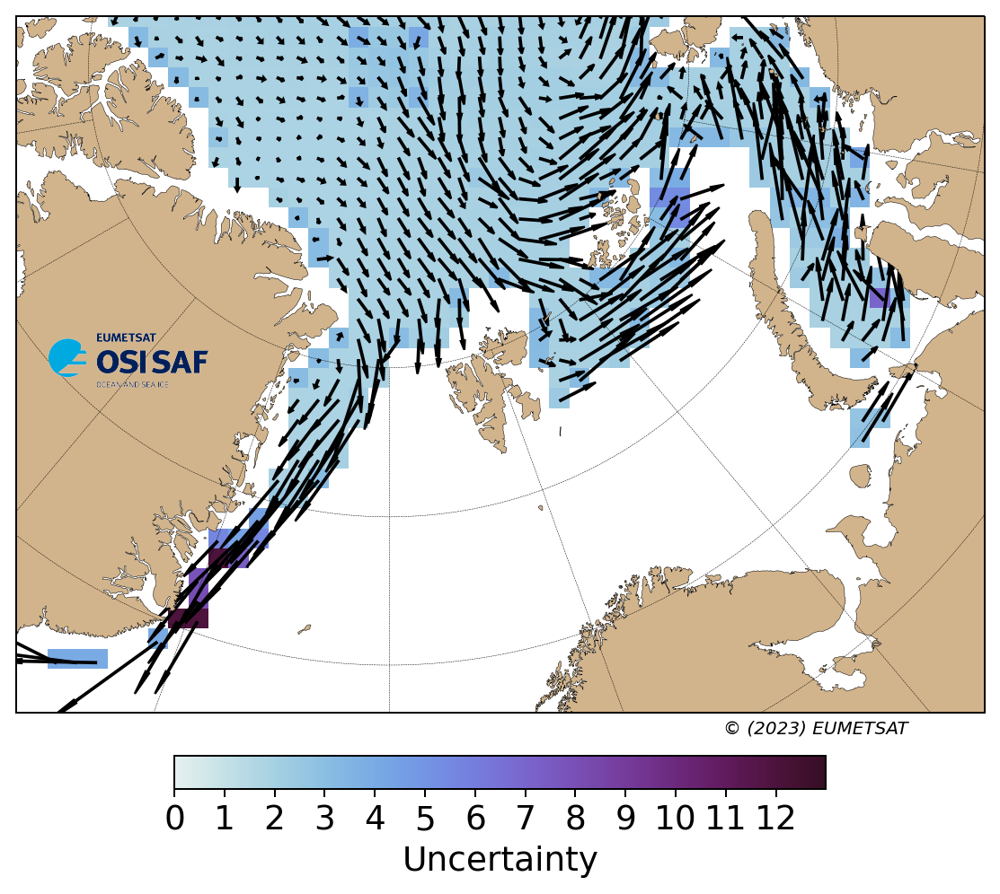 EUMETSAT
OSI SAF
OCEAN AND SEA ICE
© (2023) EUMETSAT
0 1 2 3 4 5 6 7 8 9 10 11 12
Uncertainty